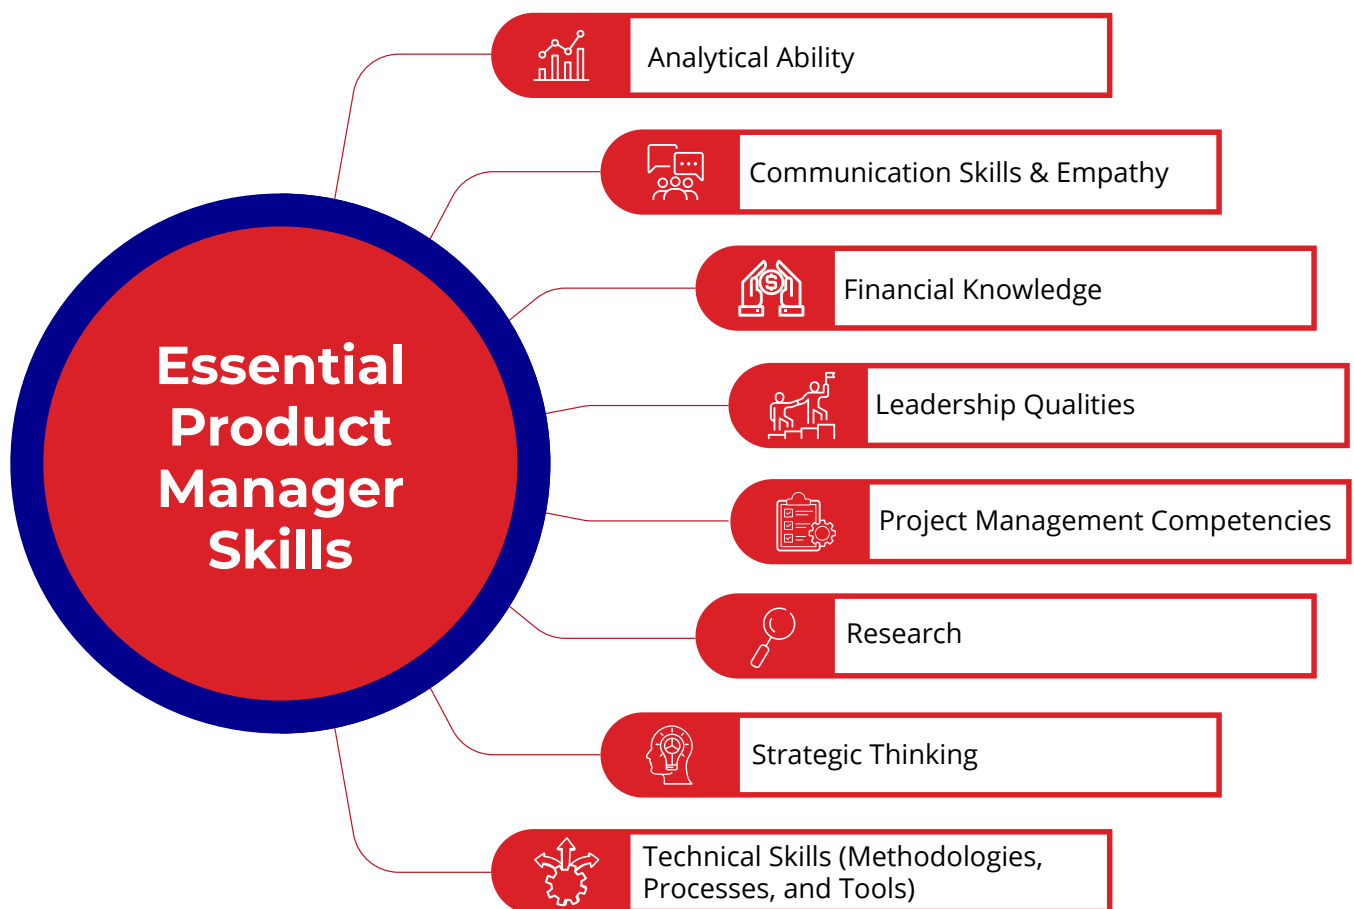 Essential
Product
Manager
Skills
Analytical Ability
Communication Skills & Empathy
Financial Knowledge
Leadership Qualities
Project Management Competencies
Research
Strategic Thinking
Technical Skills (Methodologies,
Processes, and Tools)